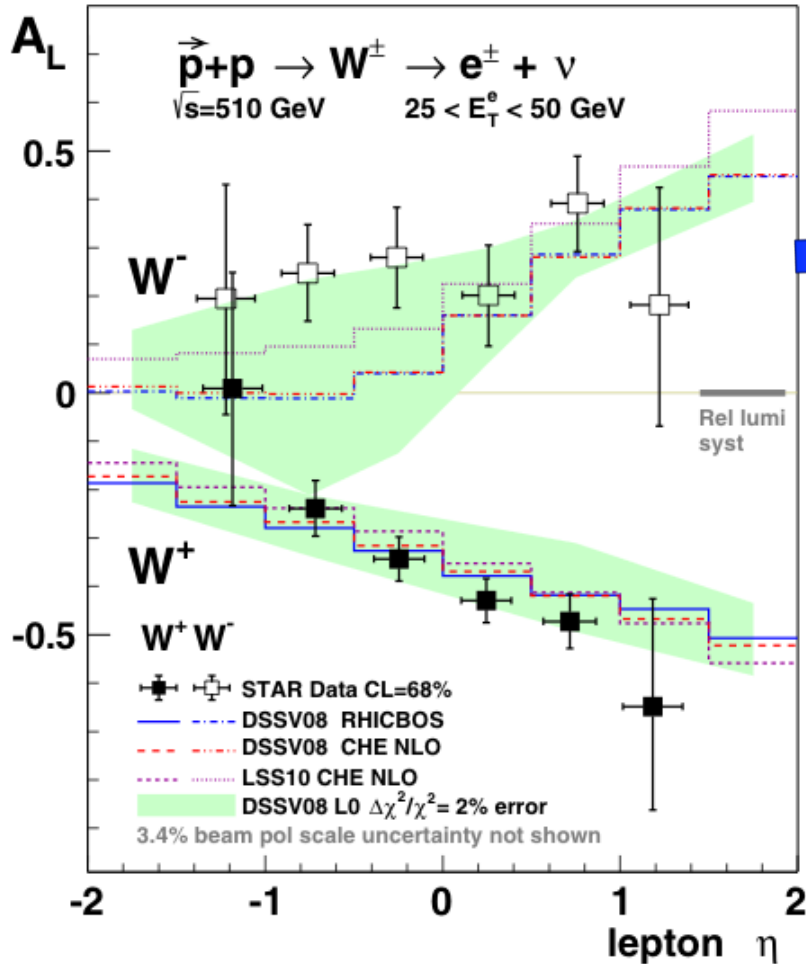 A_L
p+p → W± → e± + ν
√s=510 GeV 25 < E_T^e < 50 GeV
0.5
W-
0
Rel lumi
syst
W+
-0.5
W+ W-
STAR Data CL=68%
DSSV08 RHICBOS
DSSV08 CHE NLO
LSS10 CHE NLO
DSSV08 L0 Δχ²/χ²= 2% error
3.4% beam pol scale uncertainty not shown
-2 -1 0 1 2
lepton η